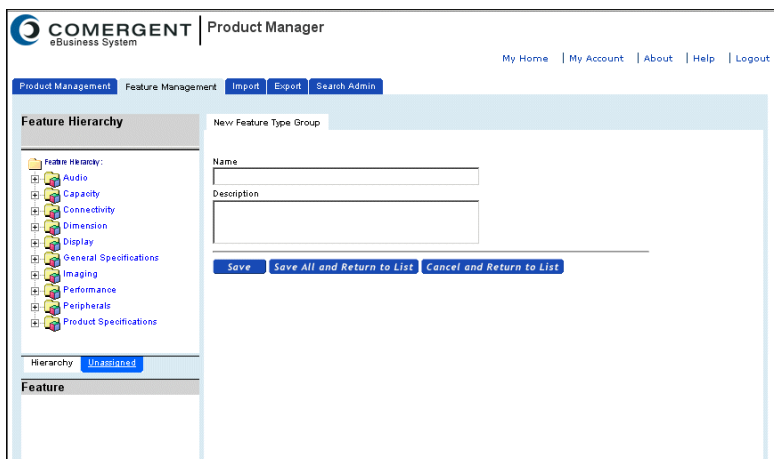 COMERGENT
eBusiness System
Product Manager
My Home | My Account | About | Help | Logout
Product Management Feature Management Import Export Search Admin
Feature Hierarchy
New Feature Type Group
Feature Hierarchy:
Audio
Capacity
Connectivity
Dimension
Display
General Specifications
Imaging
Performance
Peripherals
Product Specifications
Name
Description
Save Save All and Return to List Cancel and Return to List
Hierarchy Unassigned
Feature